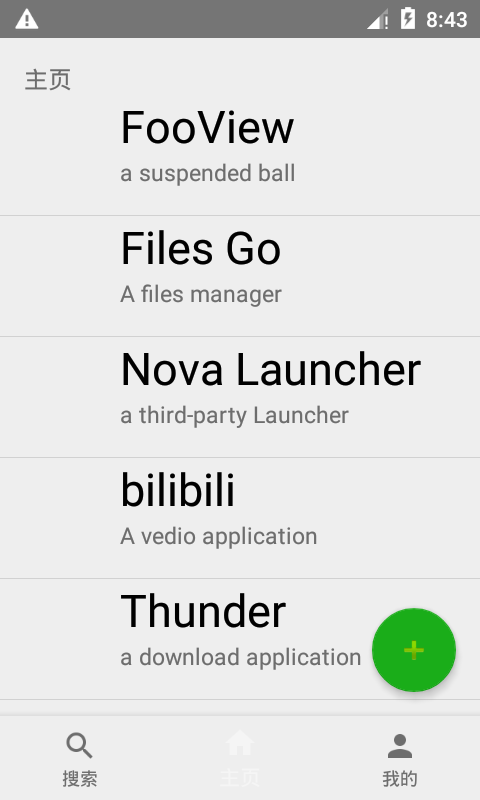 8:43
主页
FooView
a suspended ball
Files Go
A files manager
Nova Launcher
a third-party Launcher
bilibili
A vedio application
Thunder
a download application
+
搜索
主页
我的